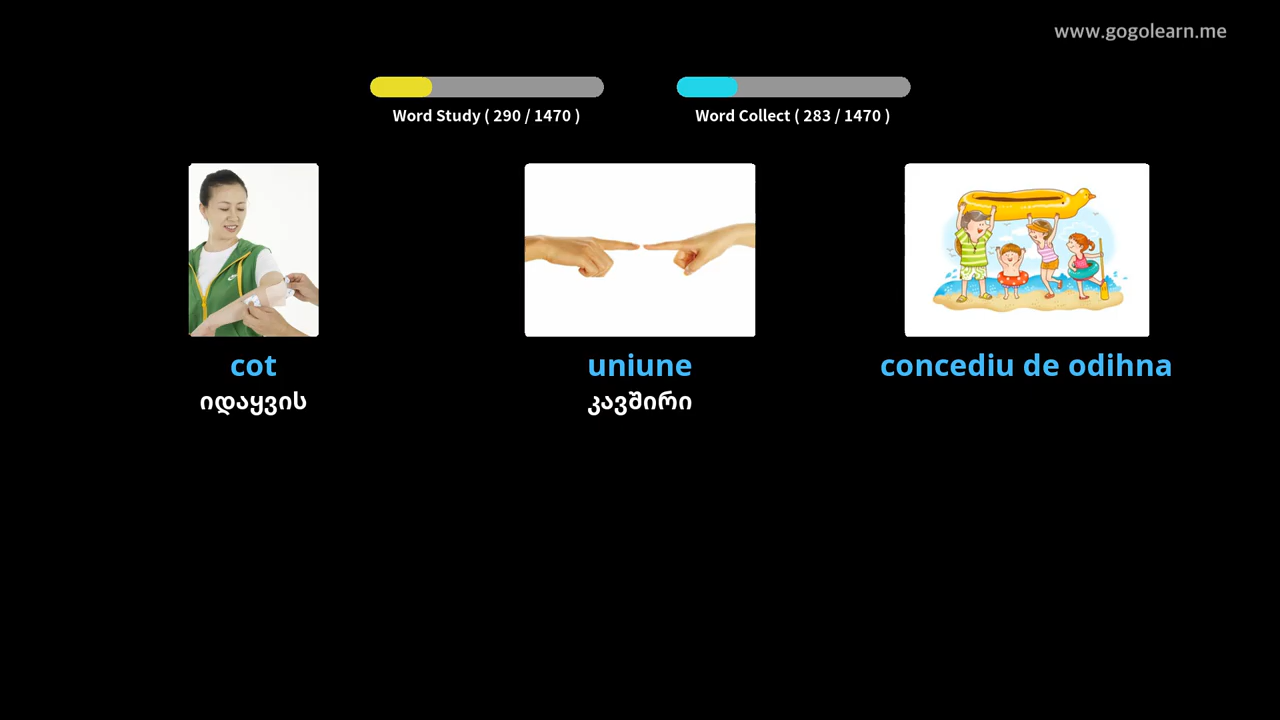 www.gogolearn.me
Word Study ( 290 / 1470 )
Word Collect ( 283 / 1470 )
cot
იდაყვის
uniune
კავშირი
concediu de odihna